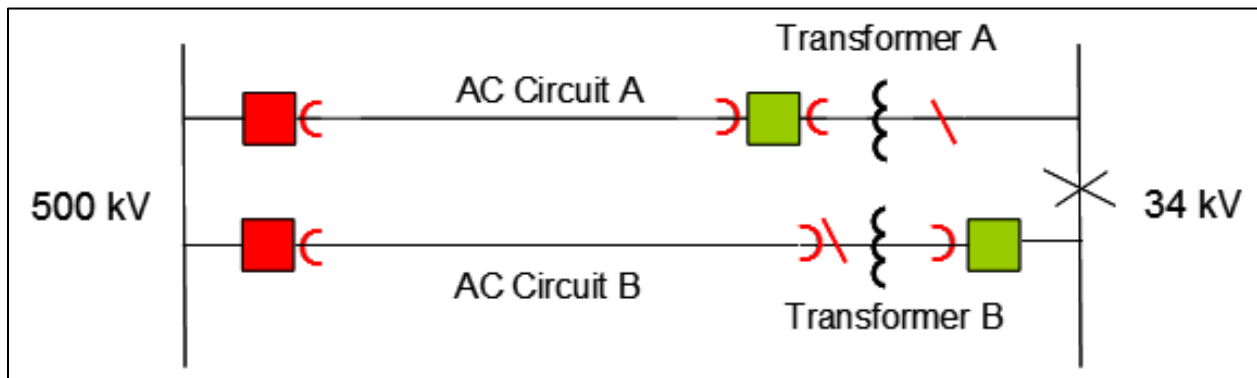 Transformer A
AC Circuit A
500 kV
34 kV
AC Circuit B
Transformer B